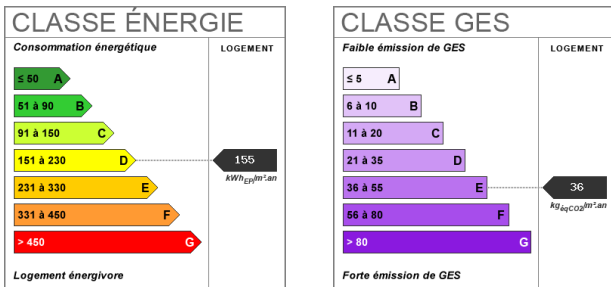 CLASSE ÉNERGIE
Consommation énergétique
LOGEMENT
≤ 50 A
51 à 90 B
91 à 150 C
151 à 230 D
155
kWhEP/m².an
231 à 330 E
331 à 450 F
> 450 G
Logement énergivore
CLASSE GES
Faible émission de GES
LOGEMENT
≤ 5 A
6 à 10 B
11 à 20 C
21 à 35 D
36 à 55 E
36
kgéqCO2/m².an
56 à 80 F
> 80 G
Forte émission de GES